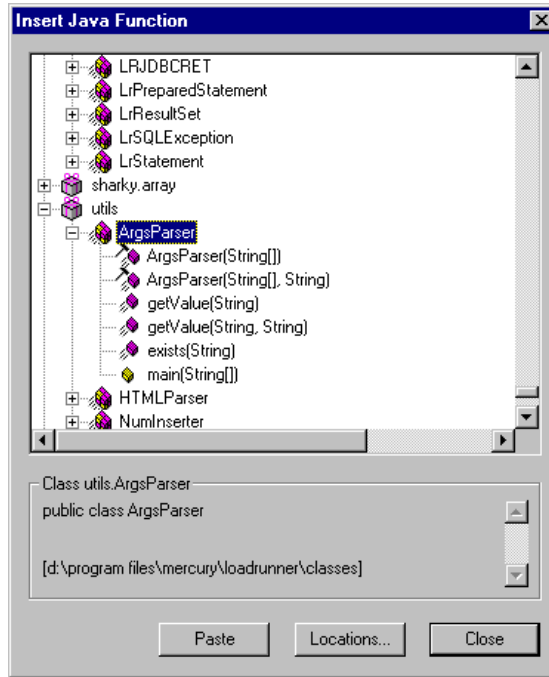 Insert Java Function
LRJDBCRET
LrPreparedStatement
LrResultSet
LrSQLException
LrStatement
sharky.array
utils
ArgsParser
ArgsParser(String[])
ArgsParser(String[], String)
getValue(String)
getValue(String, String)
exists(String)
main(String[])
HTMLParser
NumInserter
Class utils.ArgsParser
public class ArgsParser
[d:\program files\mercury\loadrunner\classes]
Paste Locations... Close